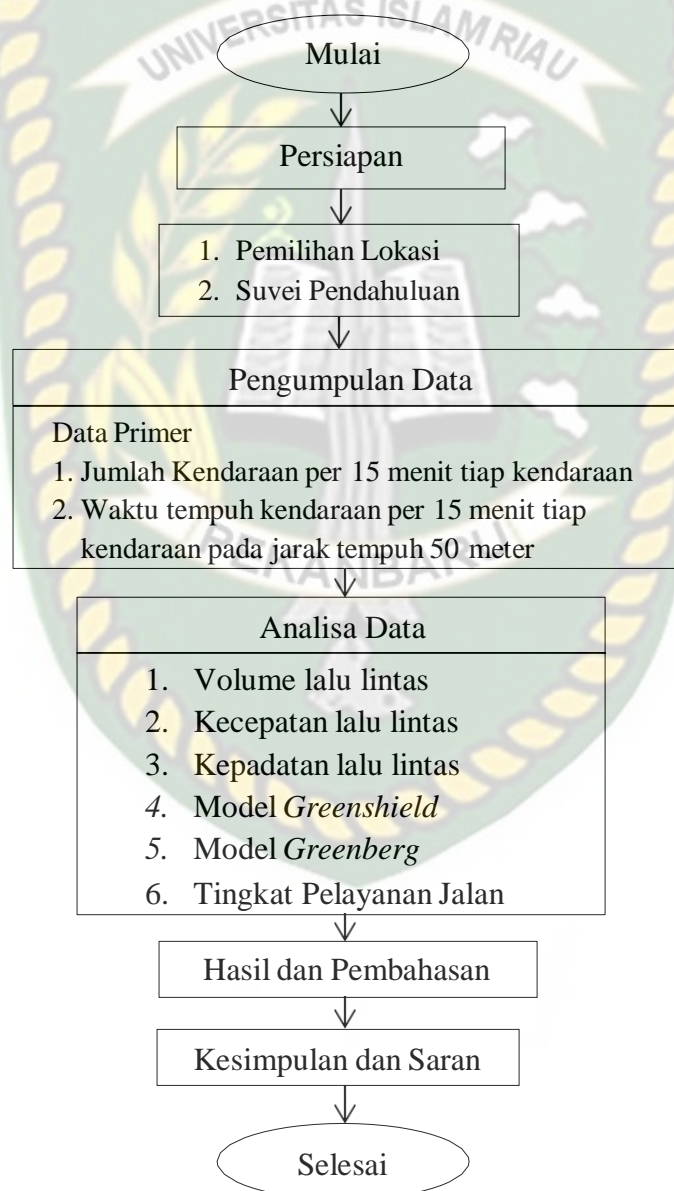 UNIVERSITAS ISLAM RIAU
Mulai
Persiapan
1. Pemilihan Lokasi
2. Suvei Pendahuluan
Pengumpulan Data
Data Primer
1. Jumlah Kendaraan per 15 menit tiap kendaraan
2. Waktu tempuh kendaraan per 15 menit tiap
kendaraan pada jarak tempuh 50 meter
PEKANBARU
Analisa Data
1. Volume lalu lintas
2. Kecepatan lalu lintas
3. Kepadatan lalu lintas
4. Model Greenshield
5. Model Greenberg
6. Tingkat Pelayanan Jalan
Hasil dan Pembahasan
Kesimpulan dan Saran
Selesai